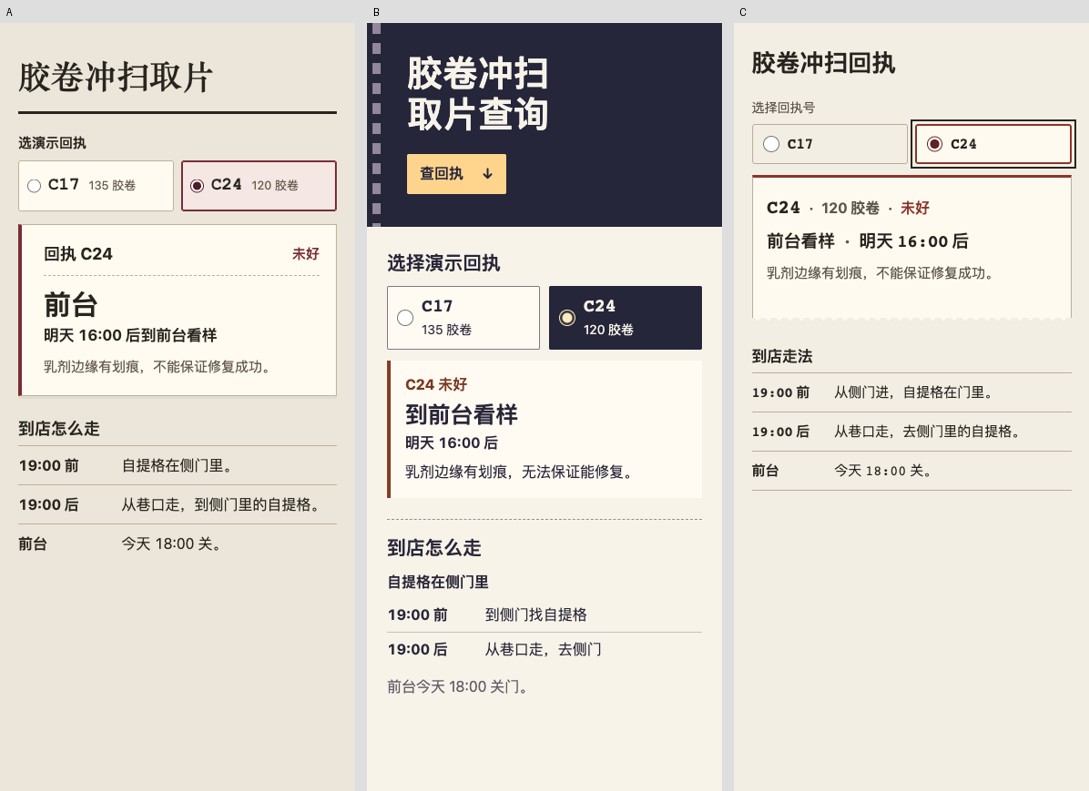 A
胶卷冲扫取片
选演示回执
C17 135 胶卷
C24 120 胶卷
回执 C24 未好
前台
明天 16:00 后到前台看样
乳剂边缘有划痕，不能保证修复成功。
到店怎么走
19:00 前 自提格在侧门里。
19:00 后 从巷口走，到侧门里的自提格。
前台 今天 18:00 关。
B
胶卷冲扫
取片查询
查回执 ↓
选择演示回执
C17
135 胶卷
C24
120 胶卷
C24 未好
到前台看样
明天 16:00 后
乳剂边缘有划痕，无法保证能修复。
到店怎么走
自提格在侧门里
19:00 前 到侧门找自提格
19:00 后 从巷口走，去侧门
前台今天 18:00 关门。
C
胶卷冲扫回执
选择回执号
C17
C24
C24 · 120 胶卷 · 未好
前台看样 · 明天 16:00 后
乳剂边缘有划痕，不能保证修复成功。
到店走法
19:00 前 从侧门进，自提格在门里。
19:00 后 从巷口走，去侧门里的自提格。
前台 今天 18:00 关。